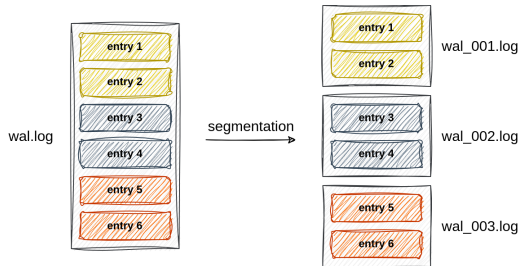 wal.log
entry 1
entry 2
entry 3
entry 4
entry 5
entry 6
segmentation
entry 1
entry 2
wal_001.log
entry 3
entry 4
wal_002.log
entry 5
entry 6
wal_003.log